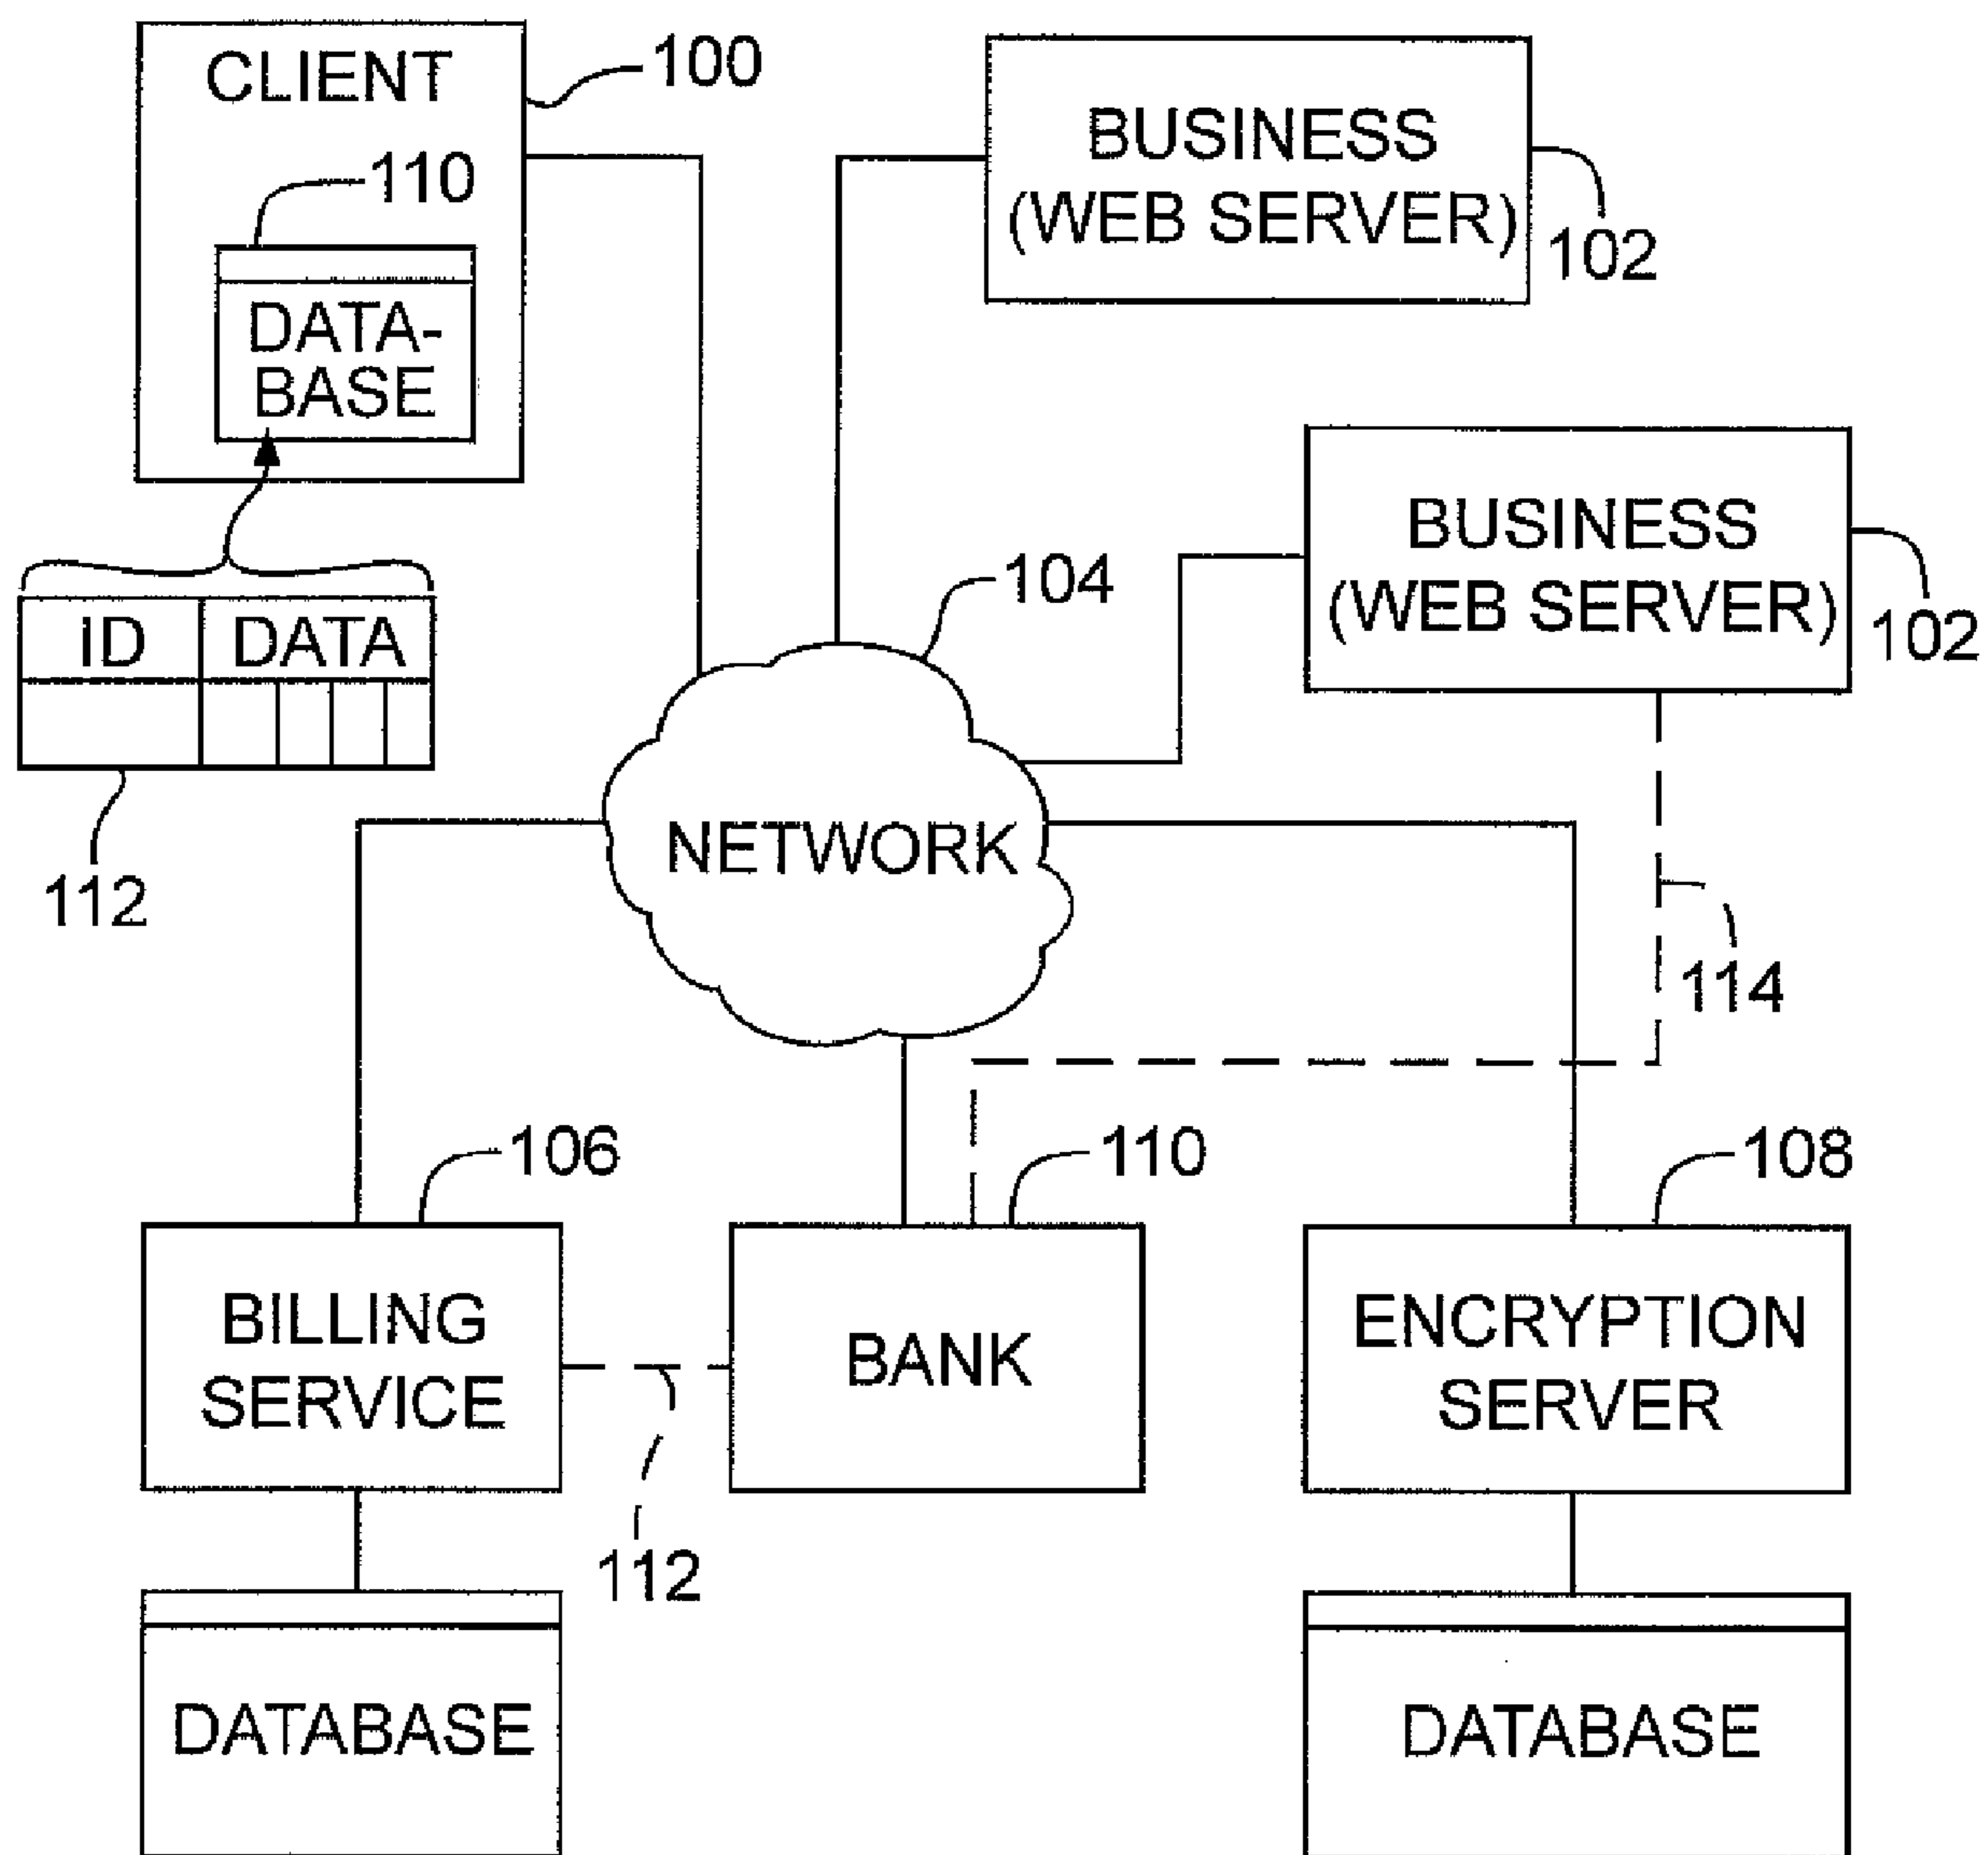 CLIENT
100
110
DATA-
BASE
ID DATA
112
BUSINESS
(WEB SERVER)
102
BUSINESS
(WEB SERVER)
102
104
NETWORK
114
106
BILLING
SERVICE
112
110
BANK
108
ENCRYPTION
SERVER
DATABASE
DATABASE